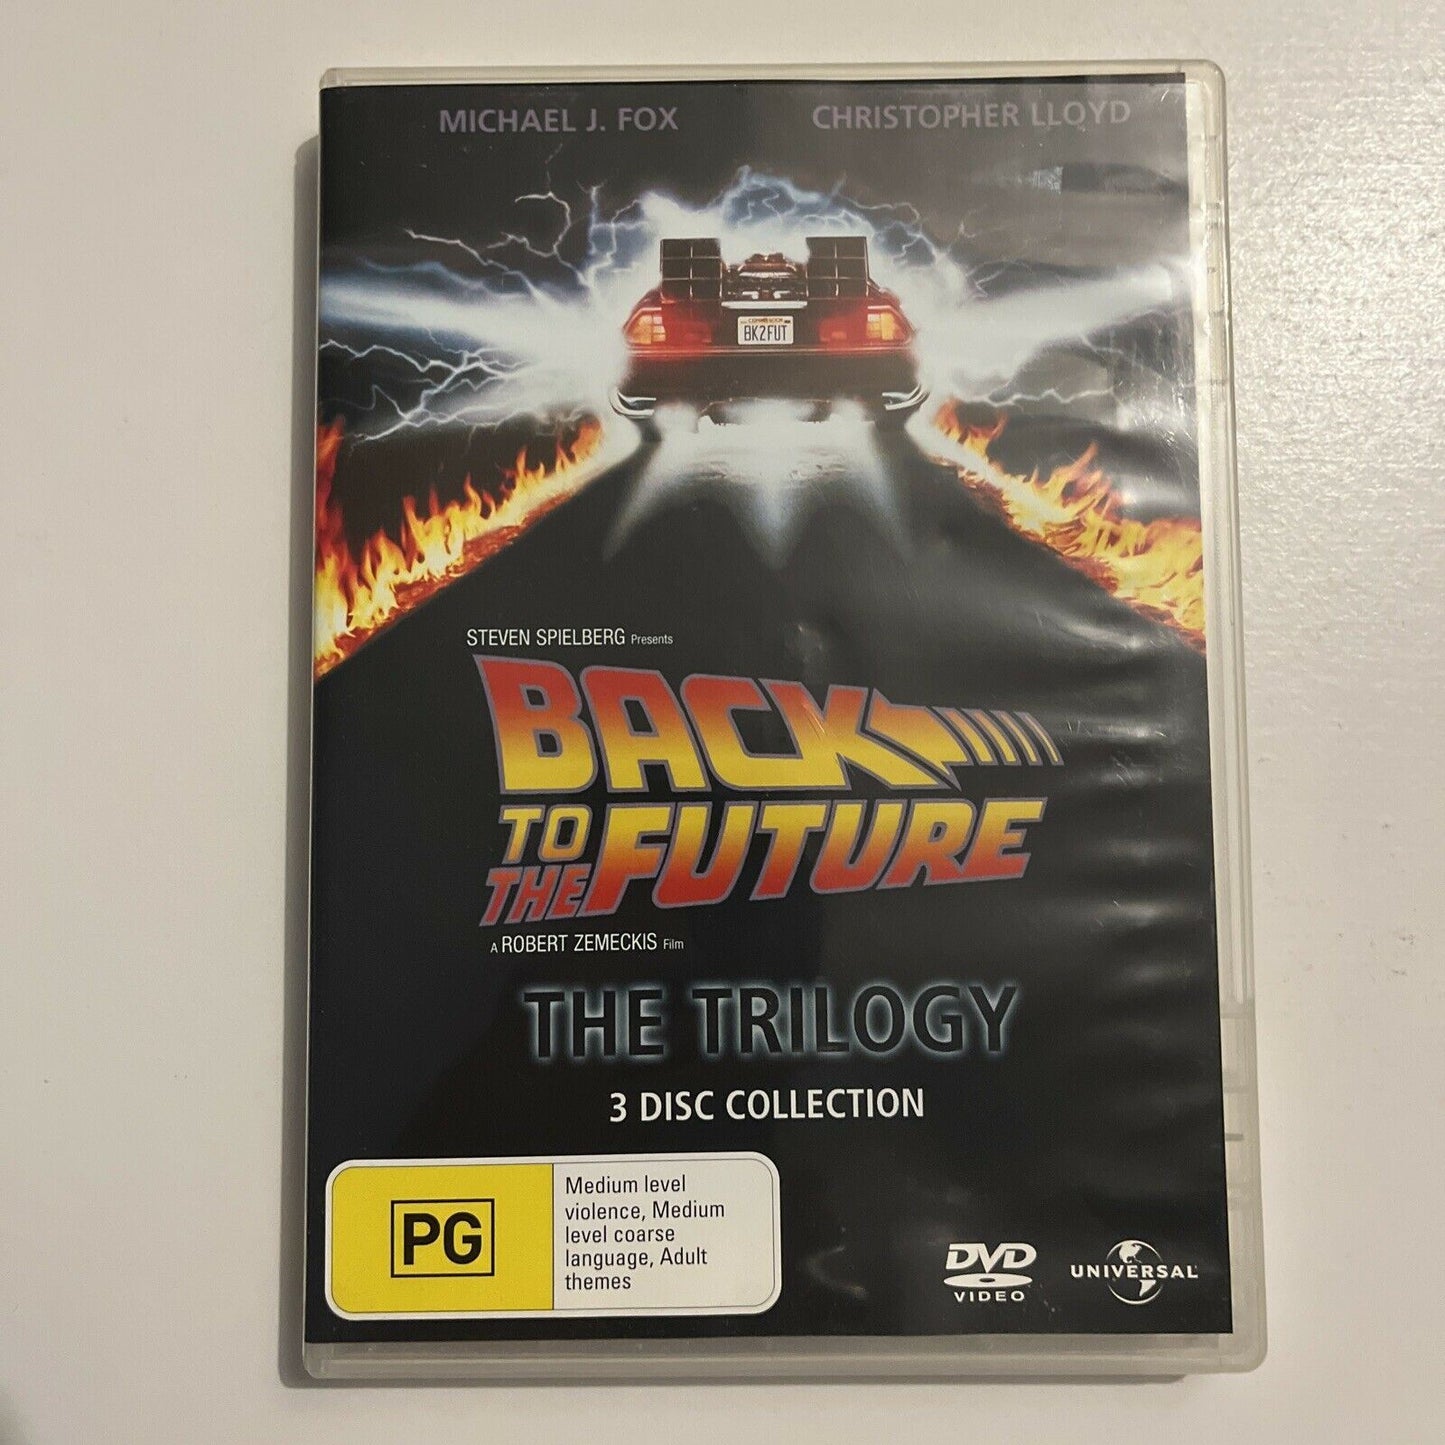 MICHAEL J. FOX CHRISTOPHER LLOYD
BK2FUT
STEVEN SPIELBERG Presents
BACK
TO
THE FUTURE
A ROBERT ZEMECKIS Film
THE TRILOGY
3 DISC COLLECTION
PG
Medium level
violence, Medium
level coarse
language, Adult
themes
DVD
VIDEO
UNIVERSAL